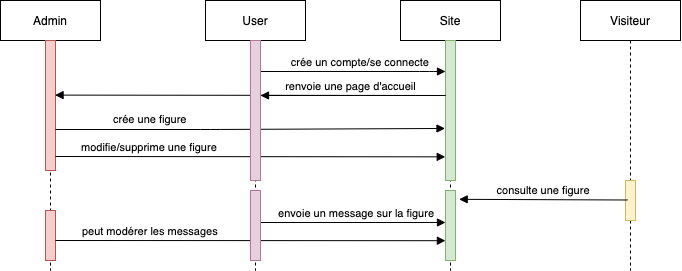 Admin
User
Site
Visiteur
crée un compte/se connecte
renvoie une page d'accueil
crée une figure
modifie/supprime une figure
consulte une figure
envoie un message sur la figure
peut modérer les messages